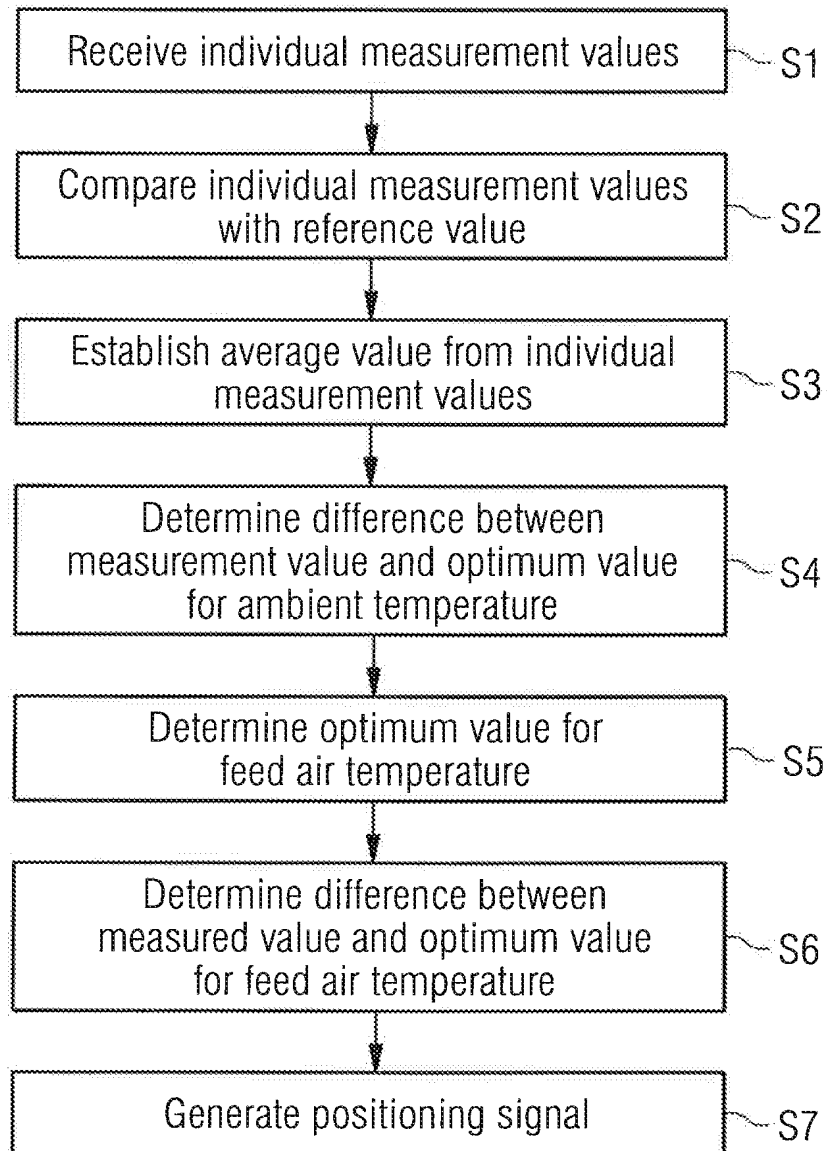 Receive individual measurement values
S1
Compare individual measurement values
with reference value
S2
Establish average value from individual
measurement values
S3
Determine difference between
measurement value and optimum value
for ambient temperature
S4
Determine optimum value for
feed air temperature
S5
Determine difference between
measured value and optimum value
for feed air temperature
S6
Generate positioning signal
S7